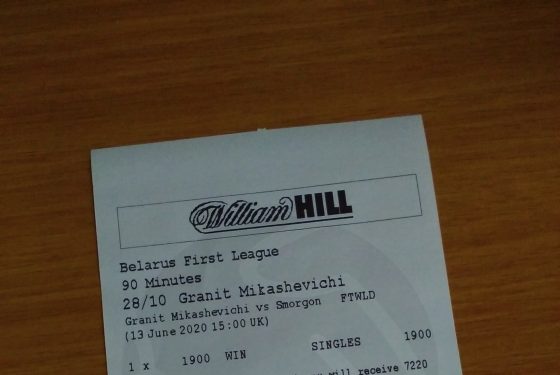 William HILL
Belarus First League
90 Minutes
28/10 Granit Mikashevichi
Granit Mikashevichi vs Smorgon FTWLD
(13 June 2020 15:00 UK)
1 x 1900 WIN SINGLES 1900
will receive 7220